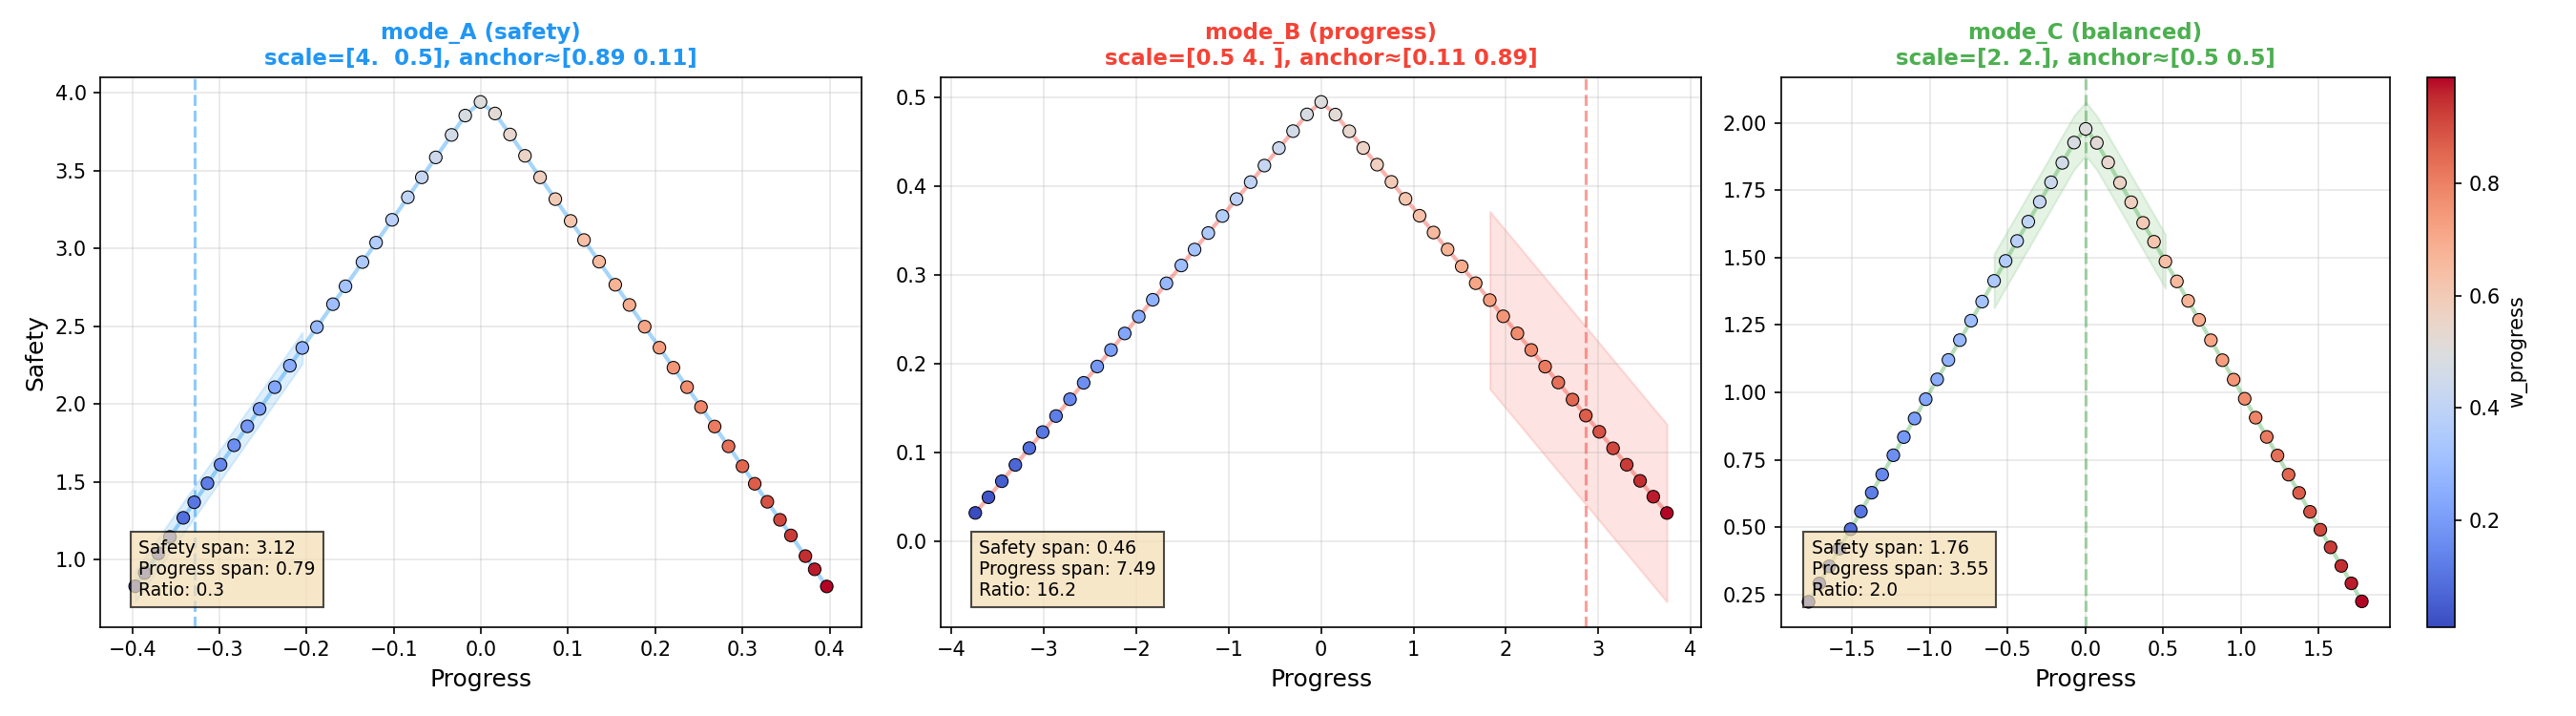 mode_A (safety)
scale=[4.  0.5], anchor≈[0.89 0.11]
Safety
4.0
3.5
3.0
2.5
2.0
1.5
1.0
Safety span: 3.12
Progress span: 0.79
Ratio: 0.3
−0.4 −0.3 −0.2 −0.1 0.0 0.1 0.2 0.3 0.4
Progress
mode_B (progress)
scale=[0.5 4. ], anchor≈[0.11 0.89]
0.5
0.4
0.3
0.2
0.1
0.0
Safety span: 0.46
Progress span: 7.49
Ratio: 16.2
−4 −3 −2 −1 0 1 2 3 4
Progress
mode_C (balanced)
scale=[2. 2.], anchor≈[0.5 0.5]
2.00
1.75
1.50
1.25
1.00
0.75
0.50
0.25
Safety span: 1.76
Progress span: 3.55
Ratio: 2.0
−1.5 −1.0 −0.5 0.0 0.5 1.0 1.5
Progress
0.8
0.6
0.4
0.2
w_progress